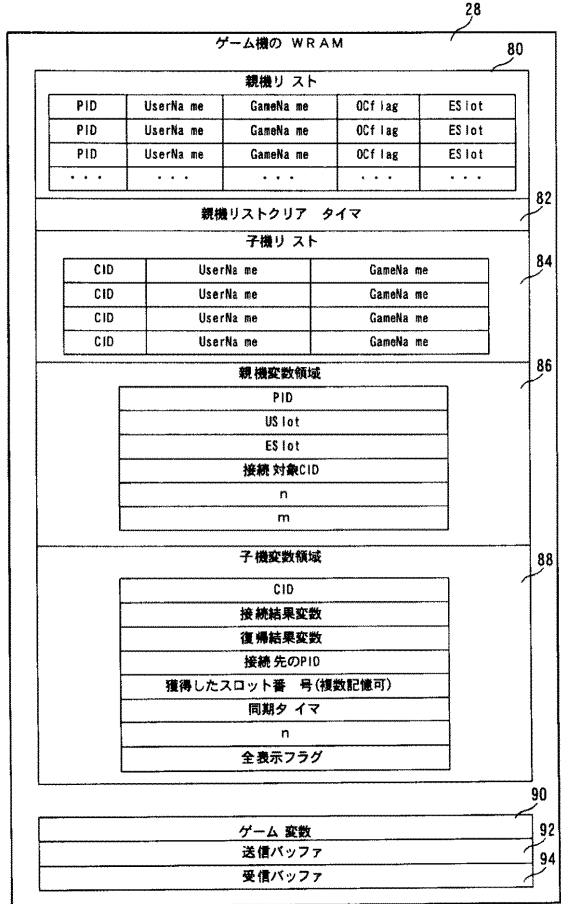 28
ゲーム機の WRAM
80
親機リスト
PID UserName GameName OCflag ESlot
PID UserName GameName OCflag ESlot
PID UserName GameName OCflag ESlot
... ... ... ... ...
82
親機リストクリア タイマ
子機リスト
84
CID UserName GameName
CID UserName GameName
CID UserName GameName
CID UserName GameName
86
親機変数領域
PID
USlot
ESlot
接続対象CID
n
m
子機変数領域
88
CID
接続結果変数
復帰結果変数
接続先のPID
獲得したスロット番 号(複数記憶可)
同期タイマ
n
全表示フラグ
90
ゲーム変数
92
送信バッファ
94
受信バッファ